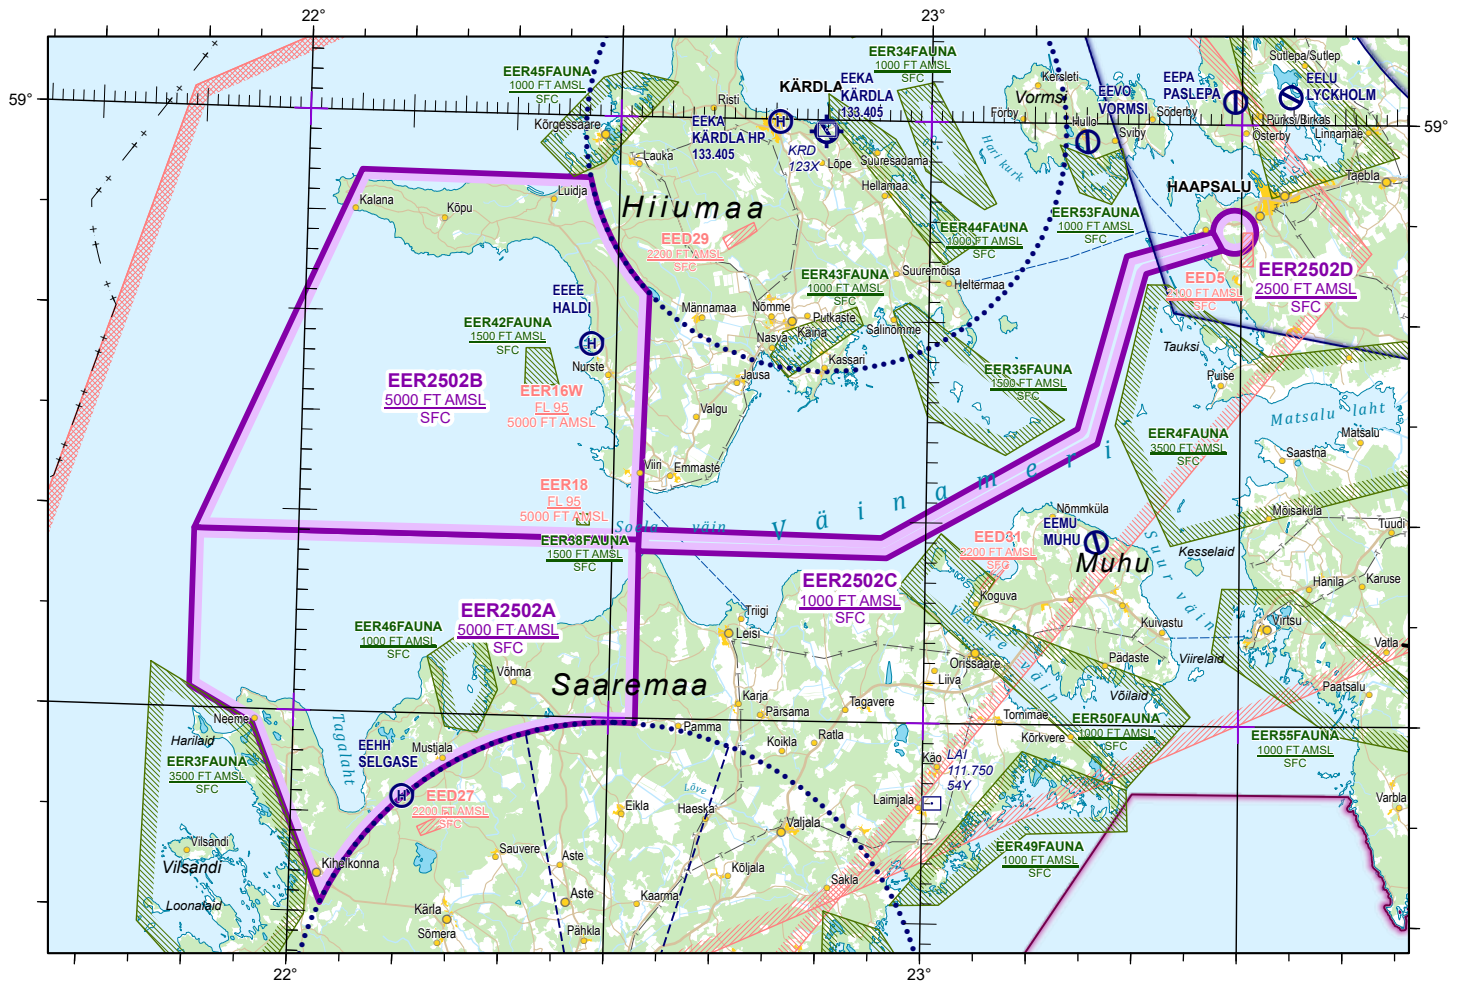 22°
23°
59°
59°
EER45FAUNA
1000 FT AMSL
SFC
Kõrgessaare
Risti
Lauka
Luidja
Kalana
Kõpu
Hiiumaa
KÄRDLA
EEKA
KÄRDLA
133.405
EEKA
KÄRDLA HP
133.405
KRD
123X
Lõpe
Suuresadama
Hellamaa
EER34FAUNA
1000 FT AMSL
SFC
Hari kurk
Kersleti
Vormsi
Förby
Hullo
Sviby
Söderby
EEVO
VORMSI
EEPA
PASLEPA
Sutlepa/Sutlep
EELU
LYCKHOLM
Pürksi/Birkas
Österby
Linnamäe
Taebla
HAAPSALU
EER53FAUNA
1000 FT AMSL
SFC
EER44FAUNA
1000 FT AMSL
SFC
EED29
2200 FT AMSL
SFC
EER43FAUNA
1000 FT AMSL
SFC
Suuremõisa
Heltermaa
EED5
SFC
EER2502D
2500 FT AMSL
SFC
EEEE
HALDI
EER42FAUNA
1500 FT AMSL
SFC
Männamaa
Nõmme
Putkaste
Käina
Nasva
Salinõmme
Kassari
Jausa
Nurste
Valgu
EER35FAUNA
1500 FT AMSL
SFC
Tauksi
Puise
Matsalu laht
Matsalu
Saastna
EER2502B
5000 FT AMSL
SFC
EER16W
FL 95
5000 FT AMSL
EER4FAUNA
3500 FT AMSL
SFC
Viiri
Emmaste
EER18
FL 95
5000 FT AMSL
Soela väin
Väinameri
EER38FAUNA
1500 FT AMSL
SFC
EED81
2200 FT AMSL
SFC
Nõmmküla
EEMU
MUHU
Muhu
Suur väin
Kesselaid
Mõisaküla
Tuudi
Hanila
Karuse
EER2502C
1000 FT AMSL
SFC
EER2502A
5000 FT AMSL
SFC
EER46FAUNA
1000 FT AMSL
SFC
Triigi
Leisi
Koguva
Väike väin
Kuivastu
Virtsu
Viirelaid
Vatla
Võhma
Saaremaa
Orissaare
Liiva
Pädaste
Võilaid
Paatsalu
Neeme
Harilaid
EER3FAUNA
3500 FT AMSL
SFC
Tagalaht
EEHH
SELGASE
Mustjala
Karja
Pärsama
Pamma
Tagavere
Ratla
Koikla
Tornimäe
Kõrkvere
EER50FAUNA
1000 FT AMSL
SFC
EER55FAUNA
1000 FT AMSL
SFC
Käo
LAI
111.750
54Y
Laimjala
Varbla
EED27
2200 FT AMSL
SFC
Lõve
Eikla
Haeska
Valjala
Vilsandi
Vilsandi
Loonalaid
Kihelkonna
Sauvere
Aste
Aste
Kõljala
Sakla
EER49FAUNA
1000 FT AMSL
SFC
Kärla
Sõmera
Kaarma
Pähkla
22°
23°